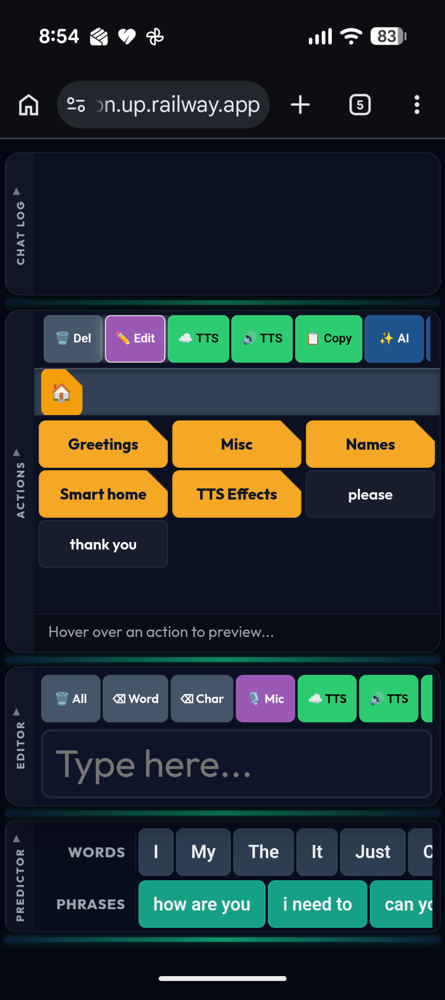 8:54
83
on.up.railway.app
5
CHAT LOG
Del Edit TTS TTS Copy AI
ACTIONS
Greetings Misc Names
Smart home TTS Effects please
thank you
Hover over an action to preview...
EDITOR
All Word Char Mic TTS TTS
Type here...
PREDICTOR
WORDS I My The It Just
PHRASES how are you i need to can